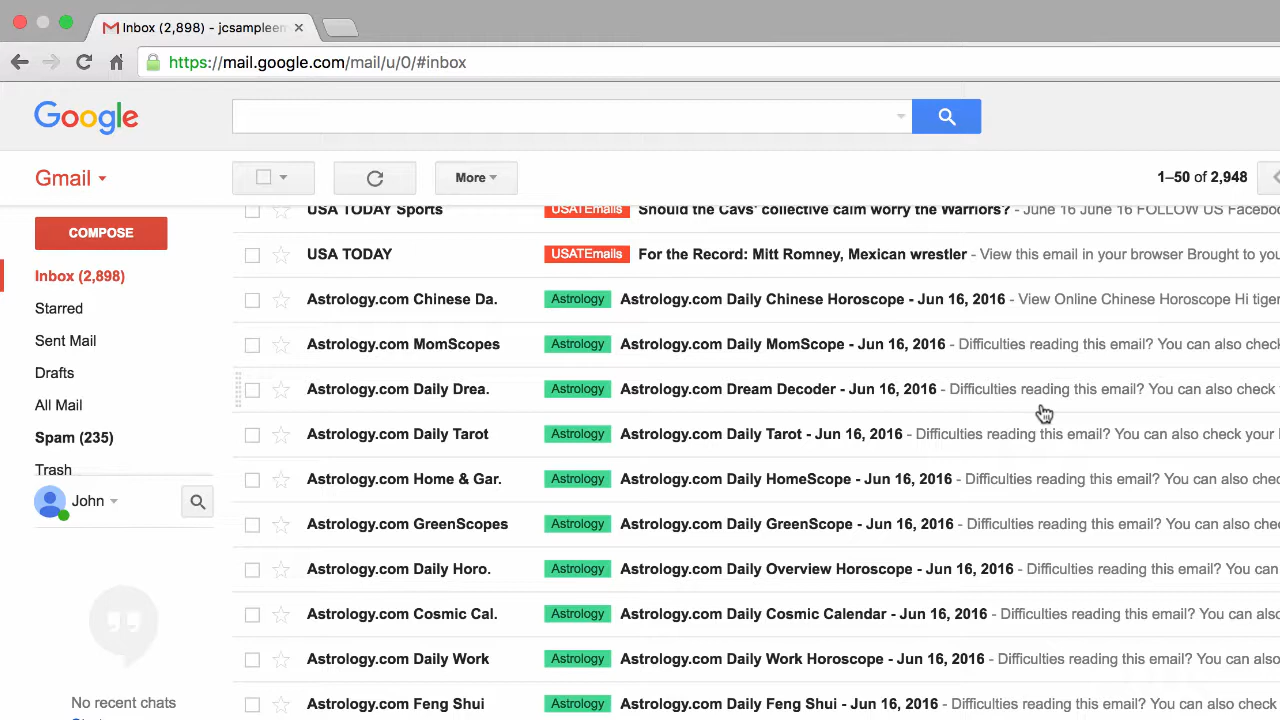 Inbox (2,898) - jcsampleem
https://mail.google.com/mail/u/0/#inbox
Google
Gmail
More
1–50 of 2,948
COMPOSE
Inbox (2,898)
Starred
Sent Mail
Drafts
All Mail
Spam (235)
Trash
John
No recent chats
USA TODAY Sports USATEmails Should the Cavs' collective calm worry the Warriors? - June 16 June 16 FOLLOW US Faceboo
USA TODAY USATEmails For the Record: Mitt Romney, Mexican wrestler - View this email in your browser Brought to you
Astrology.com Chinese Da. Astrology Astrology.com Daily Chinese Horoscope - Jun 16, 2016 - View Online Chinese Horoscope Hi tiger
Astrology.com MomScopes Astrology Astrology.com Daily MomScope - Jun 16, 2016 - Difficulties reading this email? You can also check
Astrology.com Daily Drea. Astrology Astrology.com Dream Decoder - Jun 16, 2016 - Difficulties reading this email? You can also check
Astrology.com Daily Tarot Astrology Astrology.com Daily Tarot - Jun 16, 2016 - Difficulties reading this email? You can also check your
Astrology.com Home & Gar. Astrology Astrology.com Daily HomeScope - Jun 16, 2016 - Difficulties reading this email? You can also chec
Astrology.com GreenScopes Astrology Astrology.com Daily GreenScope - Jun 16, 2016 - Difficulties reading this email? You can also chec
Astrology.com Daily Horo. Astrology Astrology.com Daily Overview Horoscope - Jun 16, 2016 - Difficulties reading this email? You can a
Astrology.com Cosmic Cal. Astrology Astrology.com Daily Cosmic Calendar - Jun 16, 2016 - Difficulties reading this email? You can also
Astrology.com Daily Work Astrology Astrology.com Daily Work Horoscope - Jun 16, 2016 - Difficulties reading this email? You can also
Astrology.com Feng Shui Astrology Astrology.com Daily Feng Shui - Jun 16, 2016 - Difficulties reading this email? You can also check